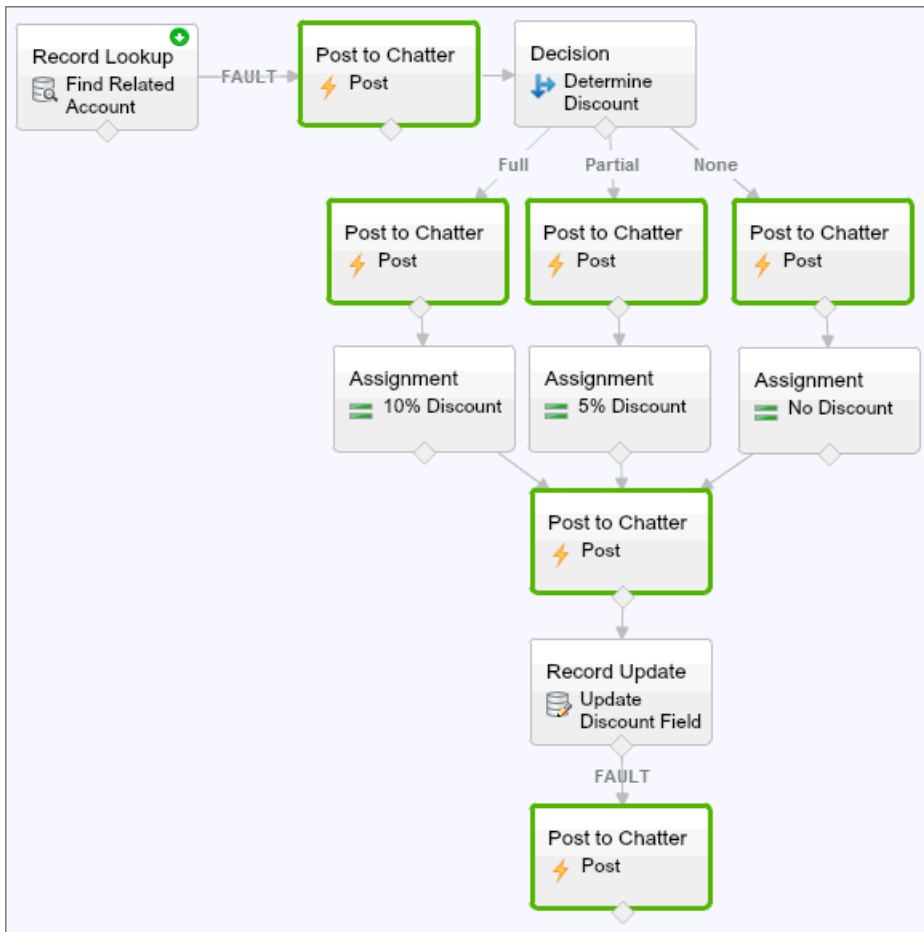 Record Lookup
Find Related
Account
FAULT
Post to Chatter
Post
Decision
Determine
Discount
Full
Partial
None
Post to Chatter
Post
Post to Chatter
Post
Post to Chatter
Post
Assignment
10% Discount
Assignment
5% Discount
Assignment
No Discount
Post to Chatter
Post
Record Update
Update
Discount Field
FAULT
Post to Chatter
Post